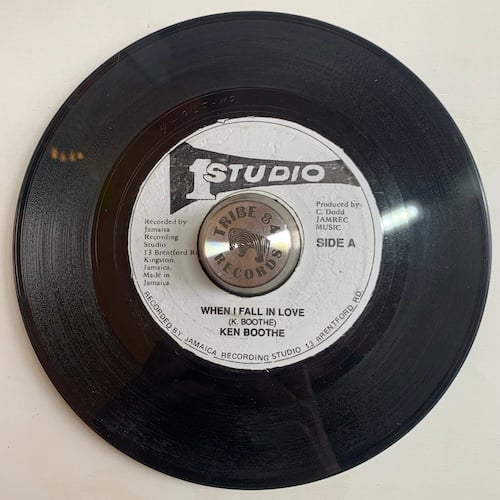 1 STUDIO
Recorded by
Jamaica
Recording
Studio
13 Brentford R
Kingston,
Jamaica.
Made in
Jamaica
Produced by
C. Dodd
JAMREC
MUSIC
SIDE A
TRIBE 84
RECORDS
WHEN I FALL IN LOVE
(K. BOOTHE)
KEN BOOTHE
RECORDED BY JAMAICA RECORDING STUDIO 13 BRENTFORD RD.